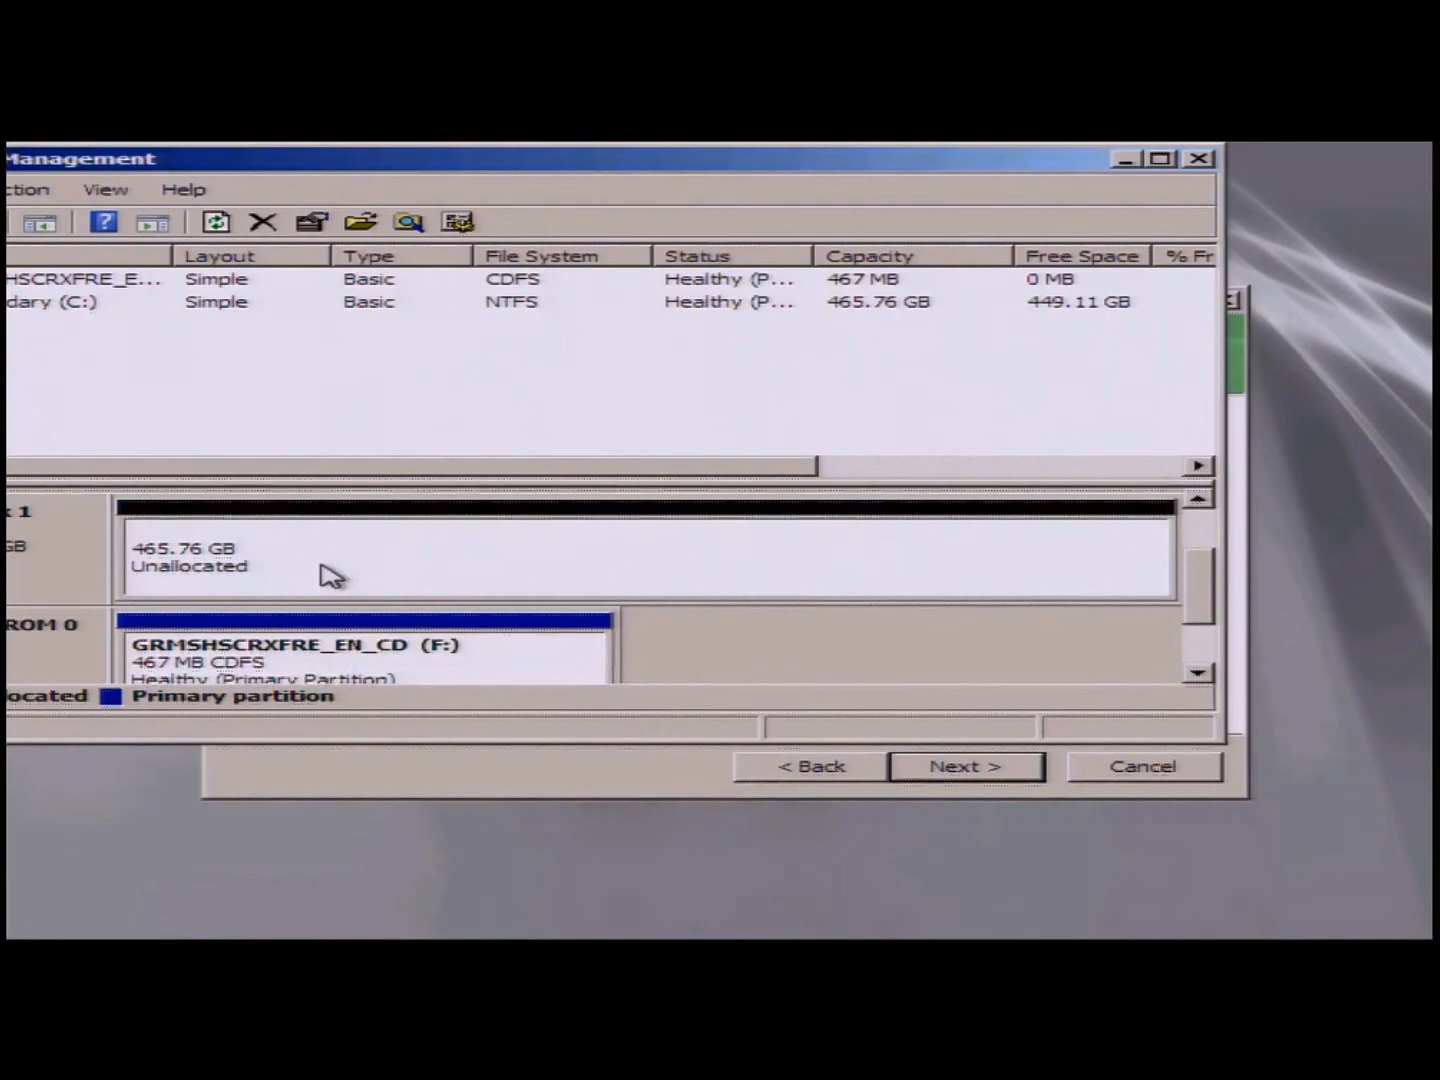 Management
ction View Help
Layout Type File System Status Capacity Free Space % Fr
HSCRXFRE_E... Simple Basic CDFS Healthy (P... 467 MB 0 MB
dary (C:) Simple Basic NTFS Healthy (P... 465.76 GB 449.11 GB
1
GB
465.76 GB
Unallocated
ROM 0
GRMSHSCRXFRE_EN_CD (F:)
467 MB CDFS
Healthy (Primary Partition)
ocated Primary partition
< Back Next > Cancel